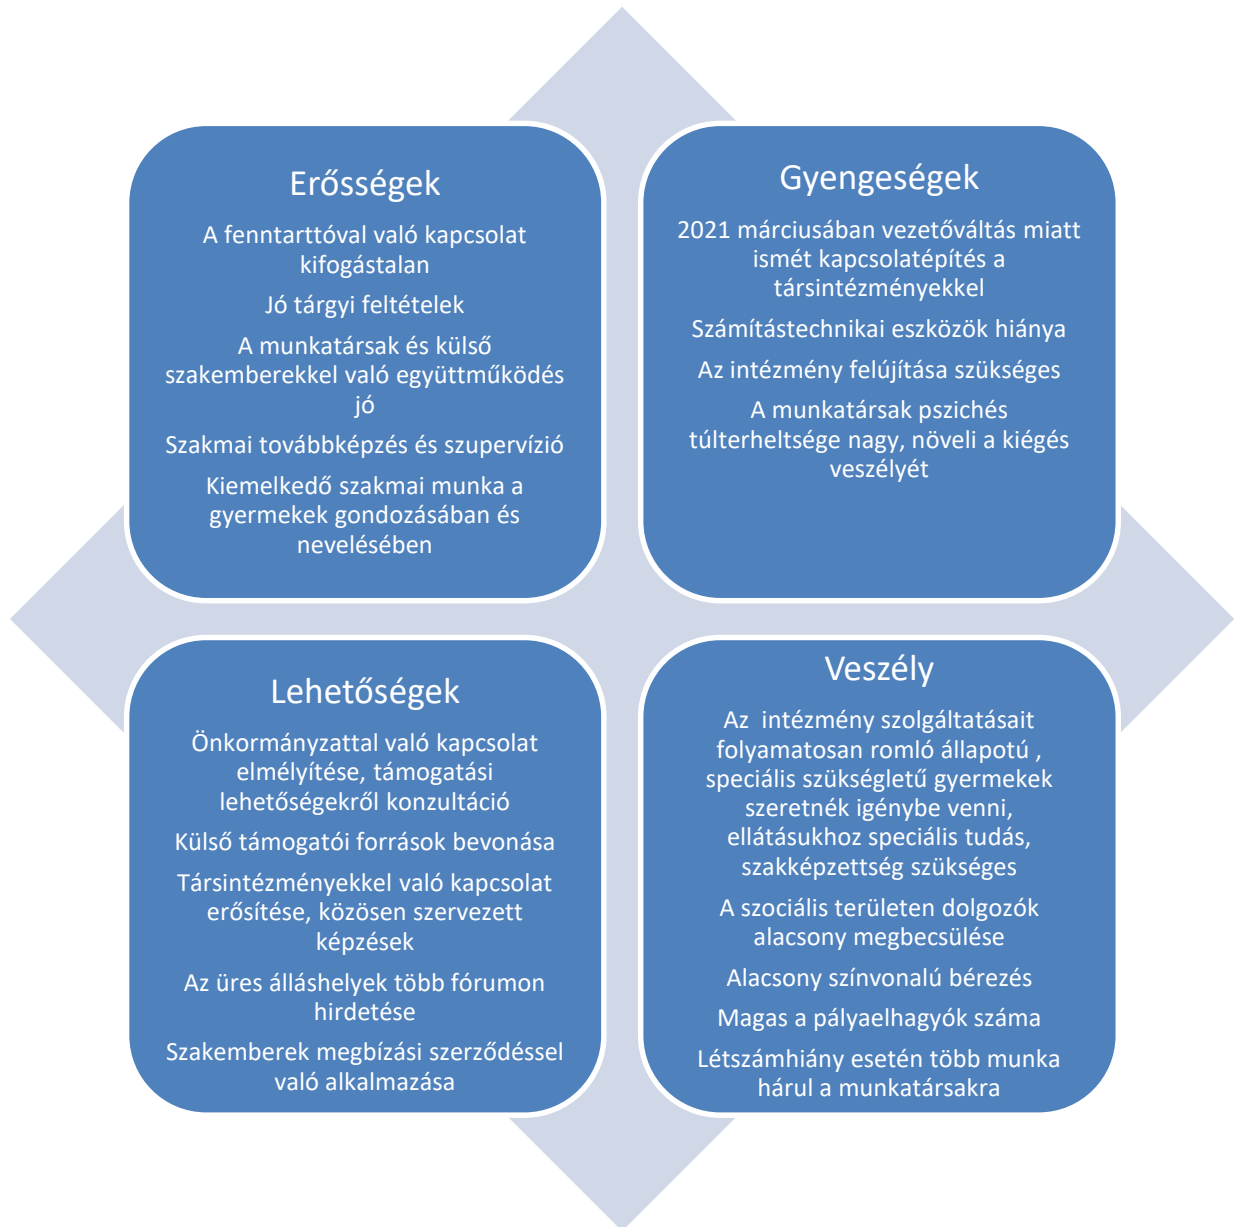 Erősségek
A fenntarttóval való kapcsolat
kifogástalan
Jó tárgyi feltételek
A munkatársak és külső
szakemberekkel való együttműködés
jó
Szakmai továbbképzés és szupervízió
Kiemelkedő szakmai munka a
gyermekek gondozásában és
nevelésében
Gyengeségek
2021 márciusában vezetőváltás miatt
ismét kapcsolatépítés a
társintézményekkel
Számítástechnikai eszközök hiánya
Az intézmény felújítása szükséges
A munkatársak pszichés
túlterheltsége nagy, növeli a kiégés
veszélyét
Lehetőségek
Önkormányzattal való kapcsolat
elmélyítése, támogatási
lehetőségekről konzultáció
Külső támogatói források bevonása
Társintézményekkel való kapcsolat
erősítése, közösen szervezett
képzések
Az üres álláshelyek több fórumon
hirdetése
Szakemberek megbízási szerződéssel
való alkalmazása
Veszély
Az  intézmény szolgáltatásait
folyamatosan romló állapotú ,
speciális szükségletű gyermekek
szeretnék igénybe venni,
ellátásukhoz speciális tudás,
szakképzettség szükséges
A szociális területen dolgozók
alacsony megbecsülése
Alacsony színvonalú bérezés
Magas a pályaelhagyók száma
Létszámhiány esetén több munka
hárul a munkatársakra